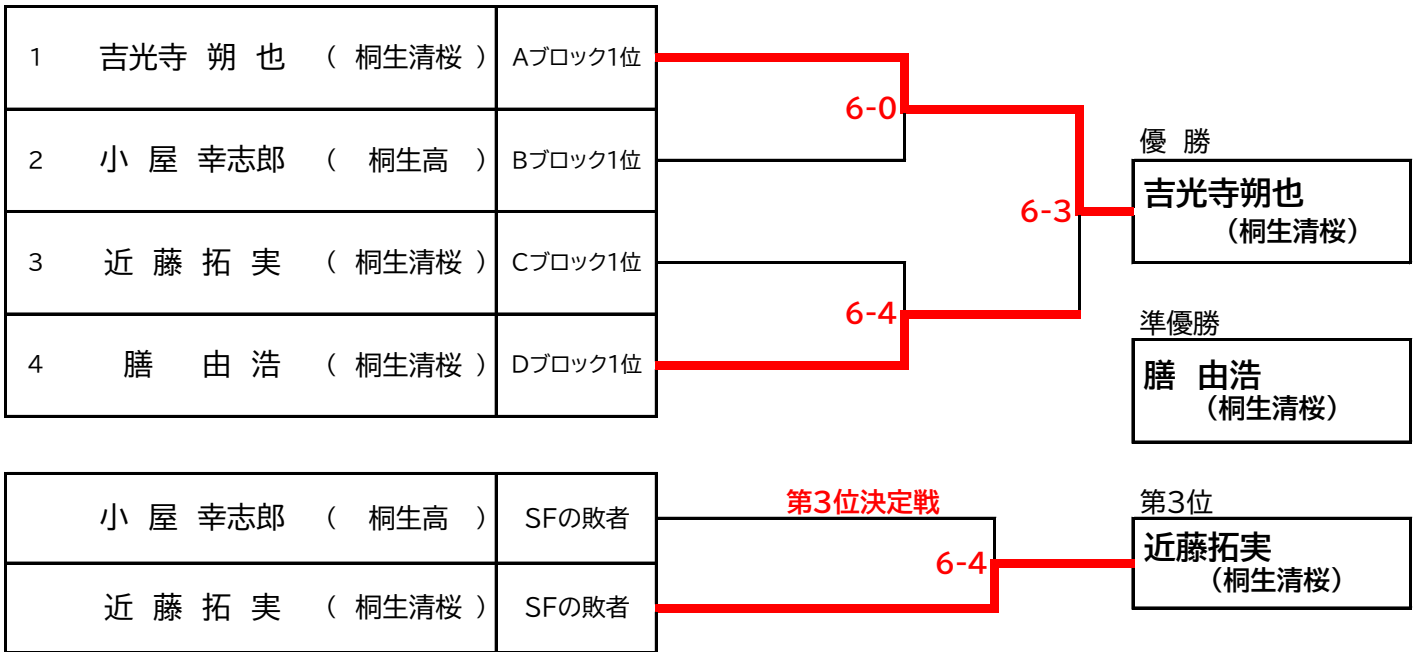 1 吉光寺 朔 也 ( 桐生清桜 ) Aブロック1位
6-0
2 小 屋 幸志郎 ( 桐生高 ) Bブロック1位
優 勝
吉光寺朔也
(桐生清桜)
6-3
3 近 藤 拓 実 ( 桐生清桜 ) Cブロック1位
6-4
4 膳 由 浩 ( 桐生清桜 ) Dブロック1位
準優勝
膳 由浩
(桐生清桜)
小 屋 幸志郎 ( 桐生高 ) SFの敗者
第3位決定戦
6-4
近 藤 拓 実 ( 桐生清桜 ) SFの敗者
第3位
近藤拓実
(桐生清桜)